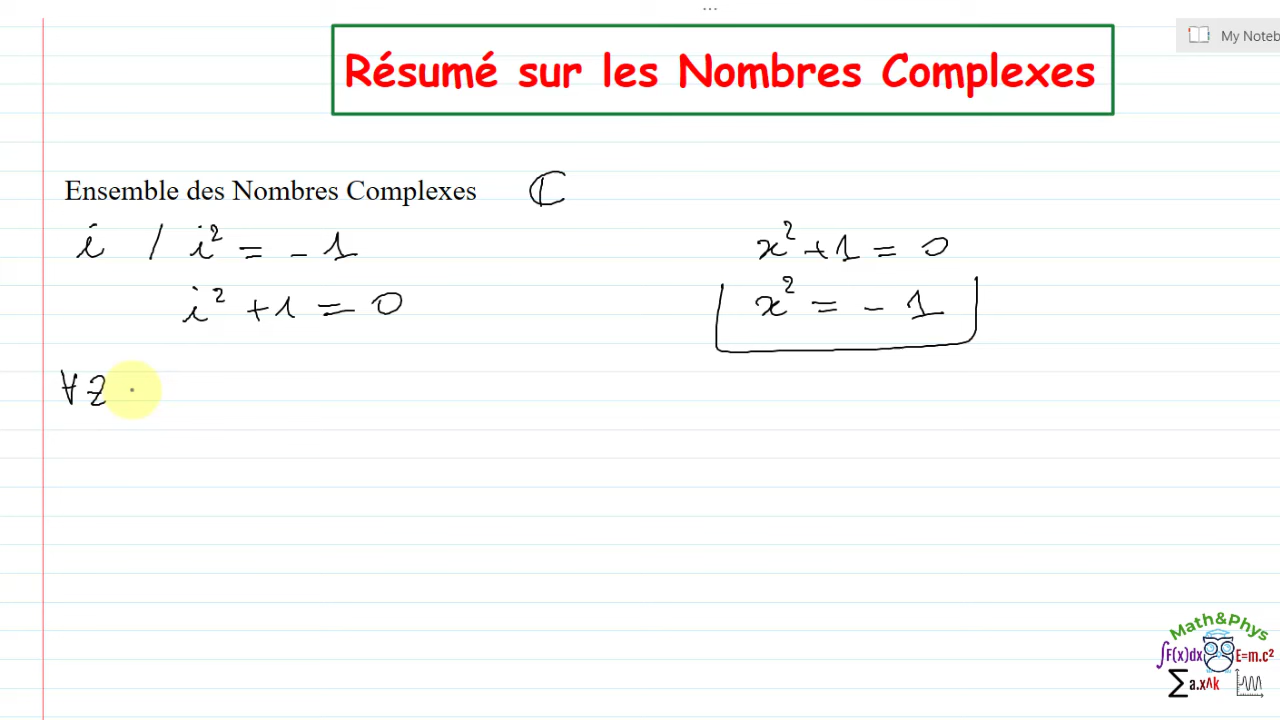 ...
My Noteb
Résumé sur les Nombres Complexes
Ensemble des Nombres Complexes ℂ
i / i² = - 1
x² + 1 = 0
i² + 1 = 0
x² = - 1
∀ z
Math&Phys
∫F(x)dx E=m.c²
∑ a.x^k